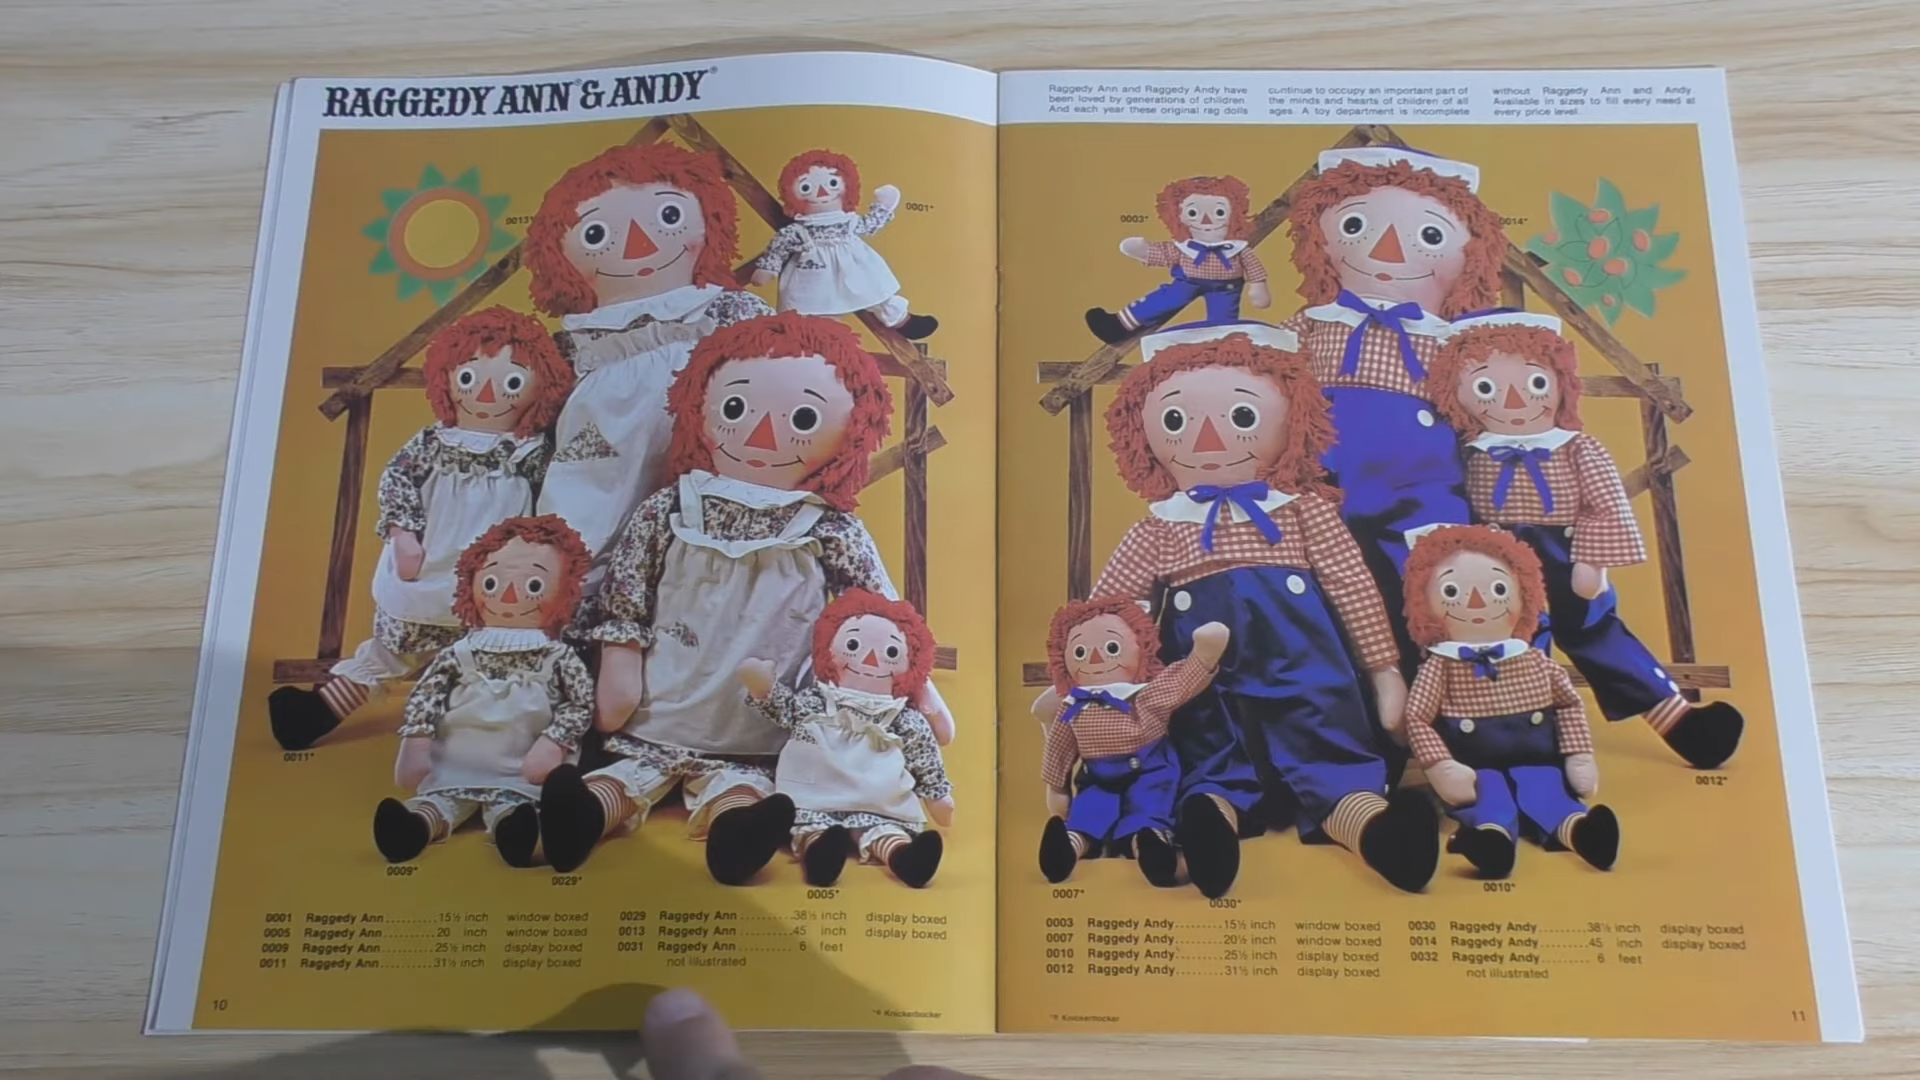 RAGGEDY ANN® & ANDY®
0013*
0001*
0011*
0009*
0029*
0005*
0001 Raggedy Ann.........15½ inch window boxed
0005 Raggedy Ann.........20 inch window boxed
0009 Raggedy Ann.........25½ inch display boxed
0011 Raggedy Ann.........31½ inch display boxed
0029 Raggedy Ann.........38½ inch display boxed
0013 Raggedy Ann.........45 inch display boxed
0031 Raggedy Ann.........6 feet
not illustrated
10
*® Knickerbocker
Raggedy Ann and Raggedy Andy have
been loved by generations of children.
And each year these original rag dolls
continue to occupy an important part of
the minds and hearts of children of all
ages. A toy department is incomplete
without Raggedy Ann and Andy.
Available in sizes to fill every need at
every price level.
0003*
0014*
0012*
0007*
0030*
0010*
0003 Raggedy Andy.........15½ inch window boxed
0007 Raggedy Andy.........20½ inch window boxed
0010 Raggedy Andy.........25½ inch display boxed
0012 Raggedy Andy.........31½ inch display boxed
0030 Raggedy Andy.........38½ inch display boxed
0014 Raggedy Andy.........45 inch display boxed
0032 Raggedy Andy.........6 feet
not illustrated
*® Knickerbocker
11